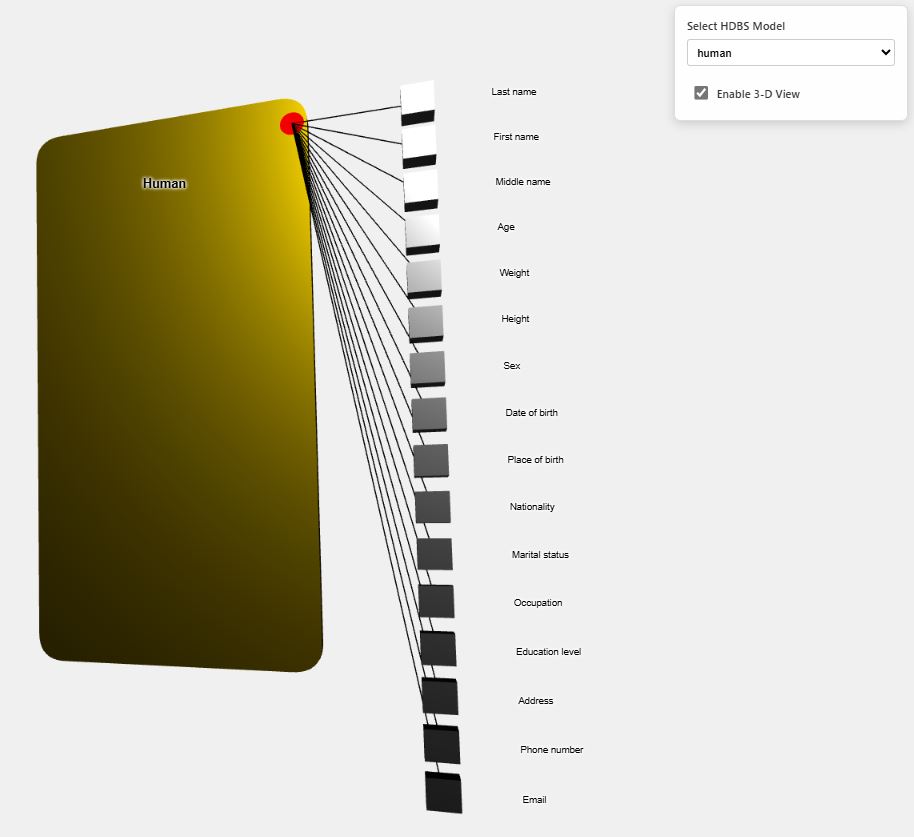 Select HDBS Model
human
Enable 3-D View
Human
Last name
First name
Middle name
Age
Weight
Height
Sex
Date of birth
Place of birth
Nationality
Marital status
Occupation
Education level
Address
Phone number
Email